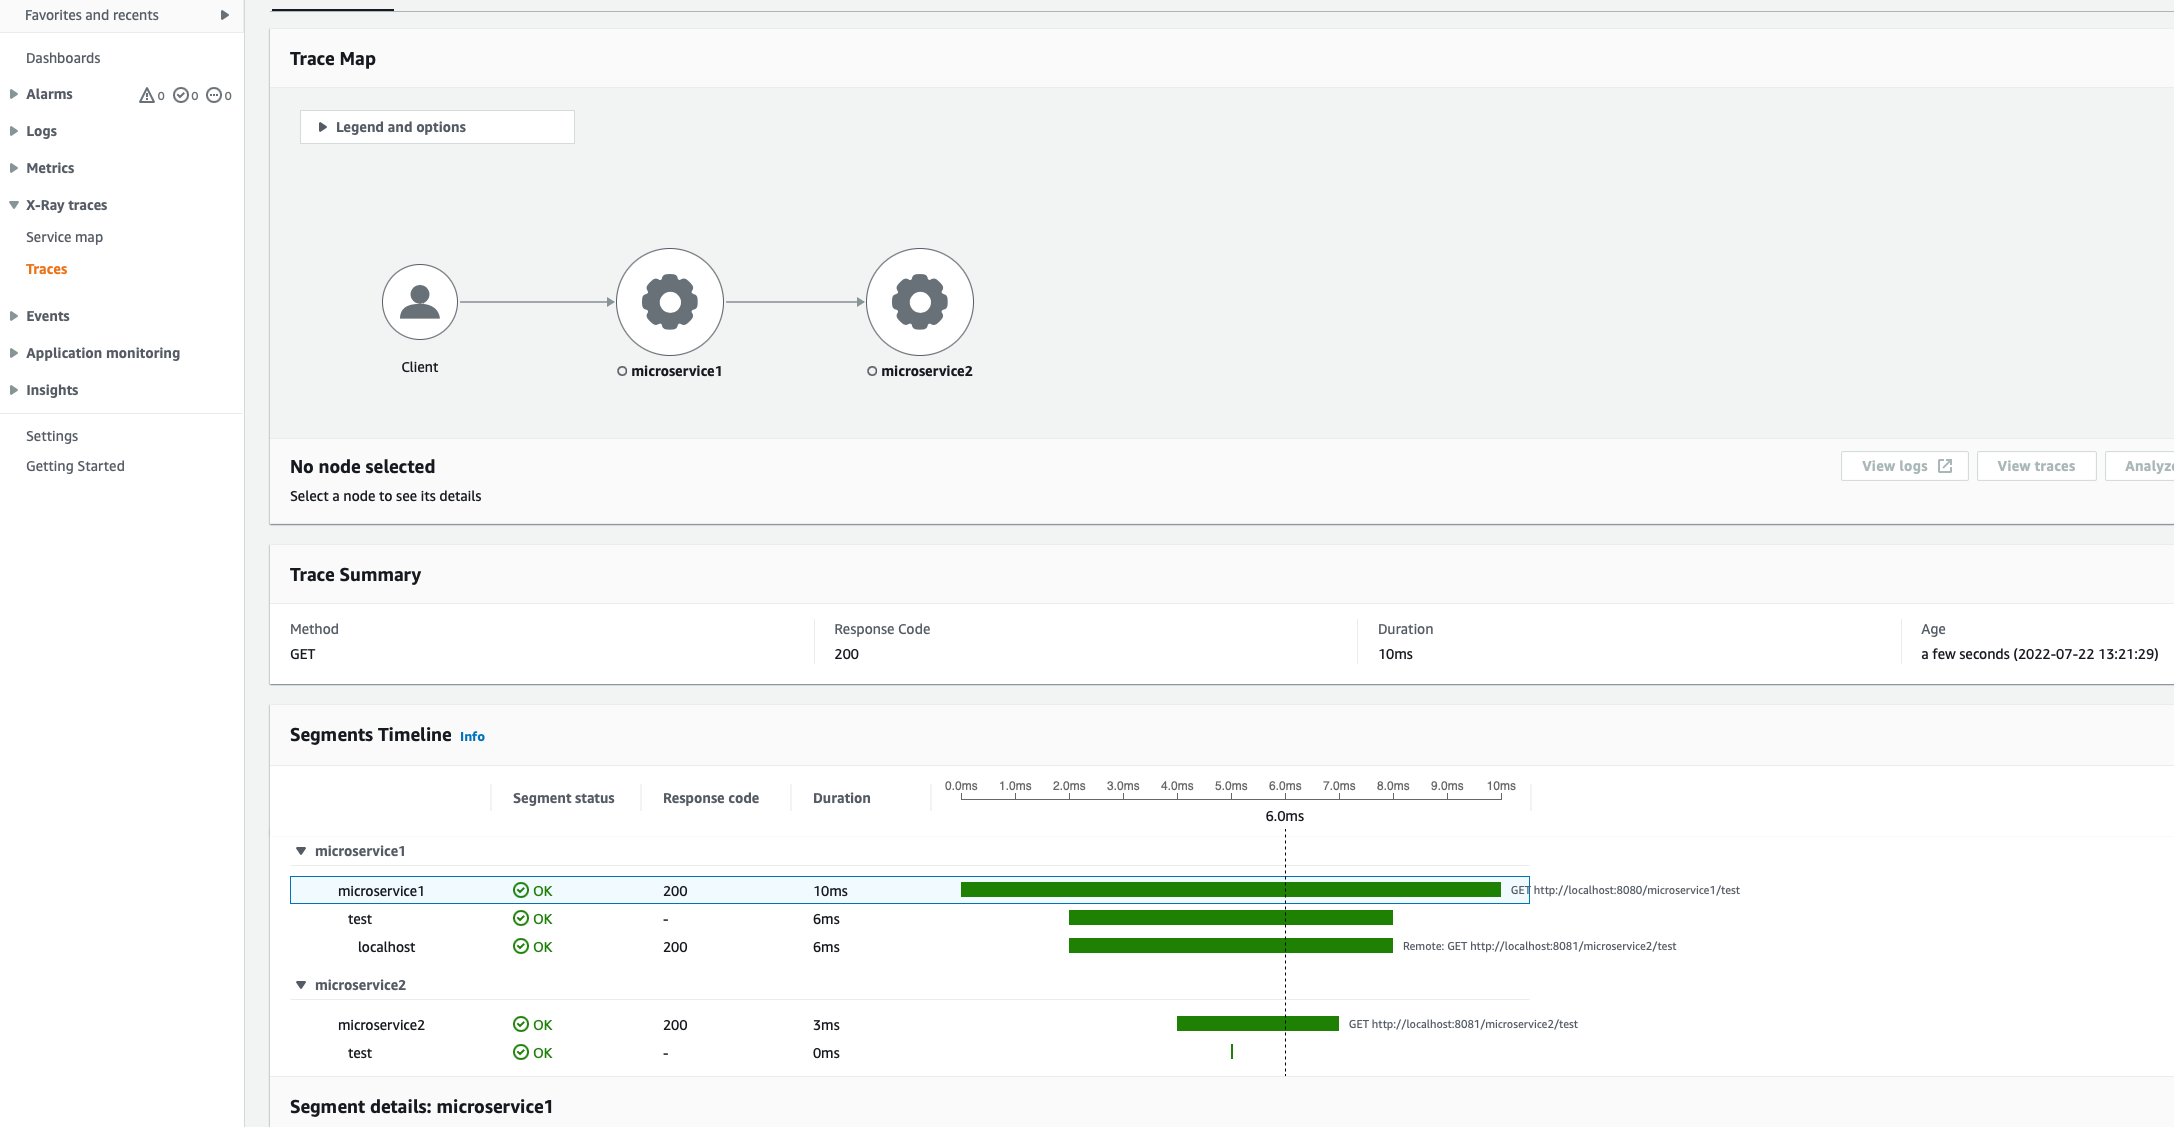 Favorites and recents
Dashboards
Alarms 0 0 0
Logs
Metrics
X-Ray traces
Service map
Traces
Events
Application monitoring
Insights
Settings
Getting Started
Trace Map
Legend and options
Client
microservice1
microservice2
No node selected
Select a node to see its details
View logs View traces Analyze
Trace Summary
Method Response Code Duration Age
GET 200 10ms a few seconds (2022-07-22 13:21:29)
Segments Timeline Info
Segment status Response code Duration
0.0ms 1.0ms 2.0ms 3.0ms 4.0ms 5.0ms 6.0ms 7.0ms 8.0ms 9.0ms 10ms
6.0ms
microservice1
microservice1 OK 200 10ms GET http://localhost:8080/microservice1/test
test OK - 6ms
localhost OK 200 6ms Remote: GET http://localhost:8081/microservice2/test
microservice2
microservice2 OK 200 3ms GET http://localhost:8081/microservice2/test
test OK - 0ms
Segment details: microservice1